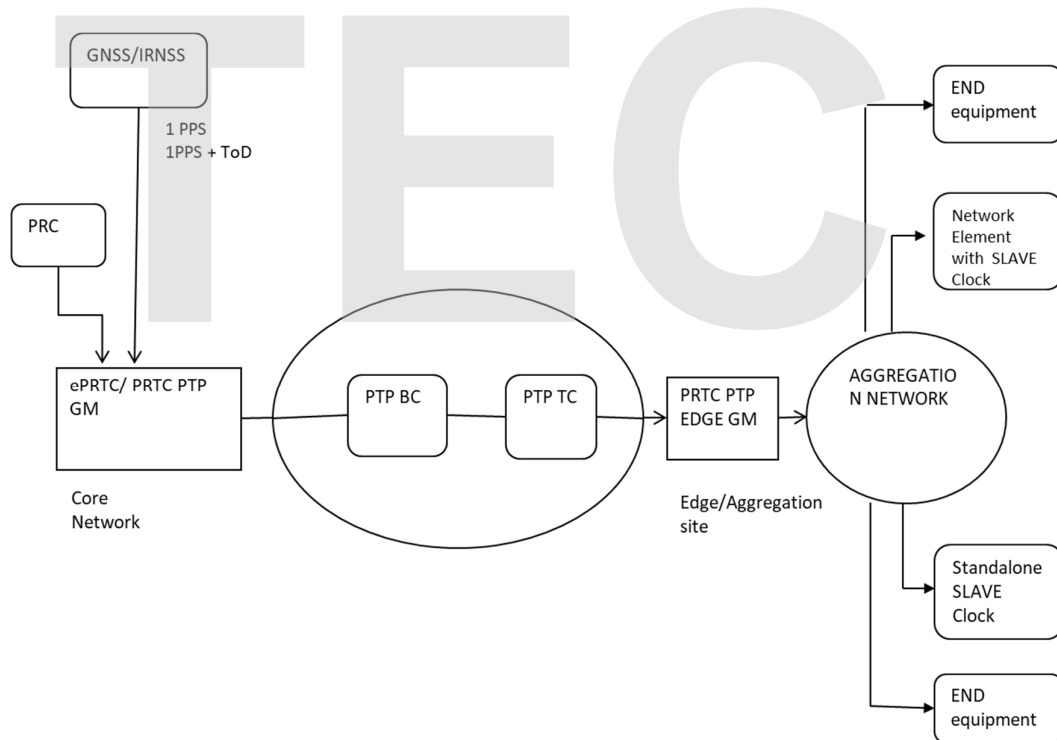 TEC
GNSS/IRNSS
1 PPS
1PPS + ToD
PRC
ePRTC/ PRTC PTP
GM
Core
Network
PTP BC
PTP TC
PRTC PTP
EDGE GM
Edge/Aggregation
site
AGGREGATIO
N NETWORK
END
equipment
Network
Element
with SLAVE
Clock
Standalone
SLAVE
Clock
END
equipment